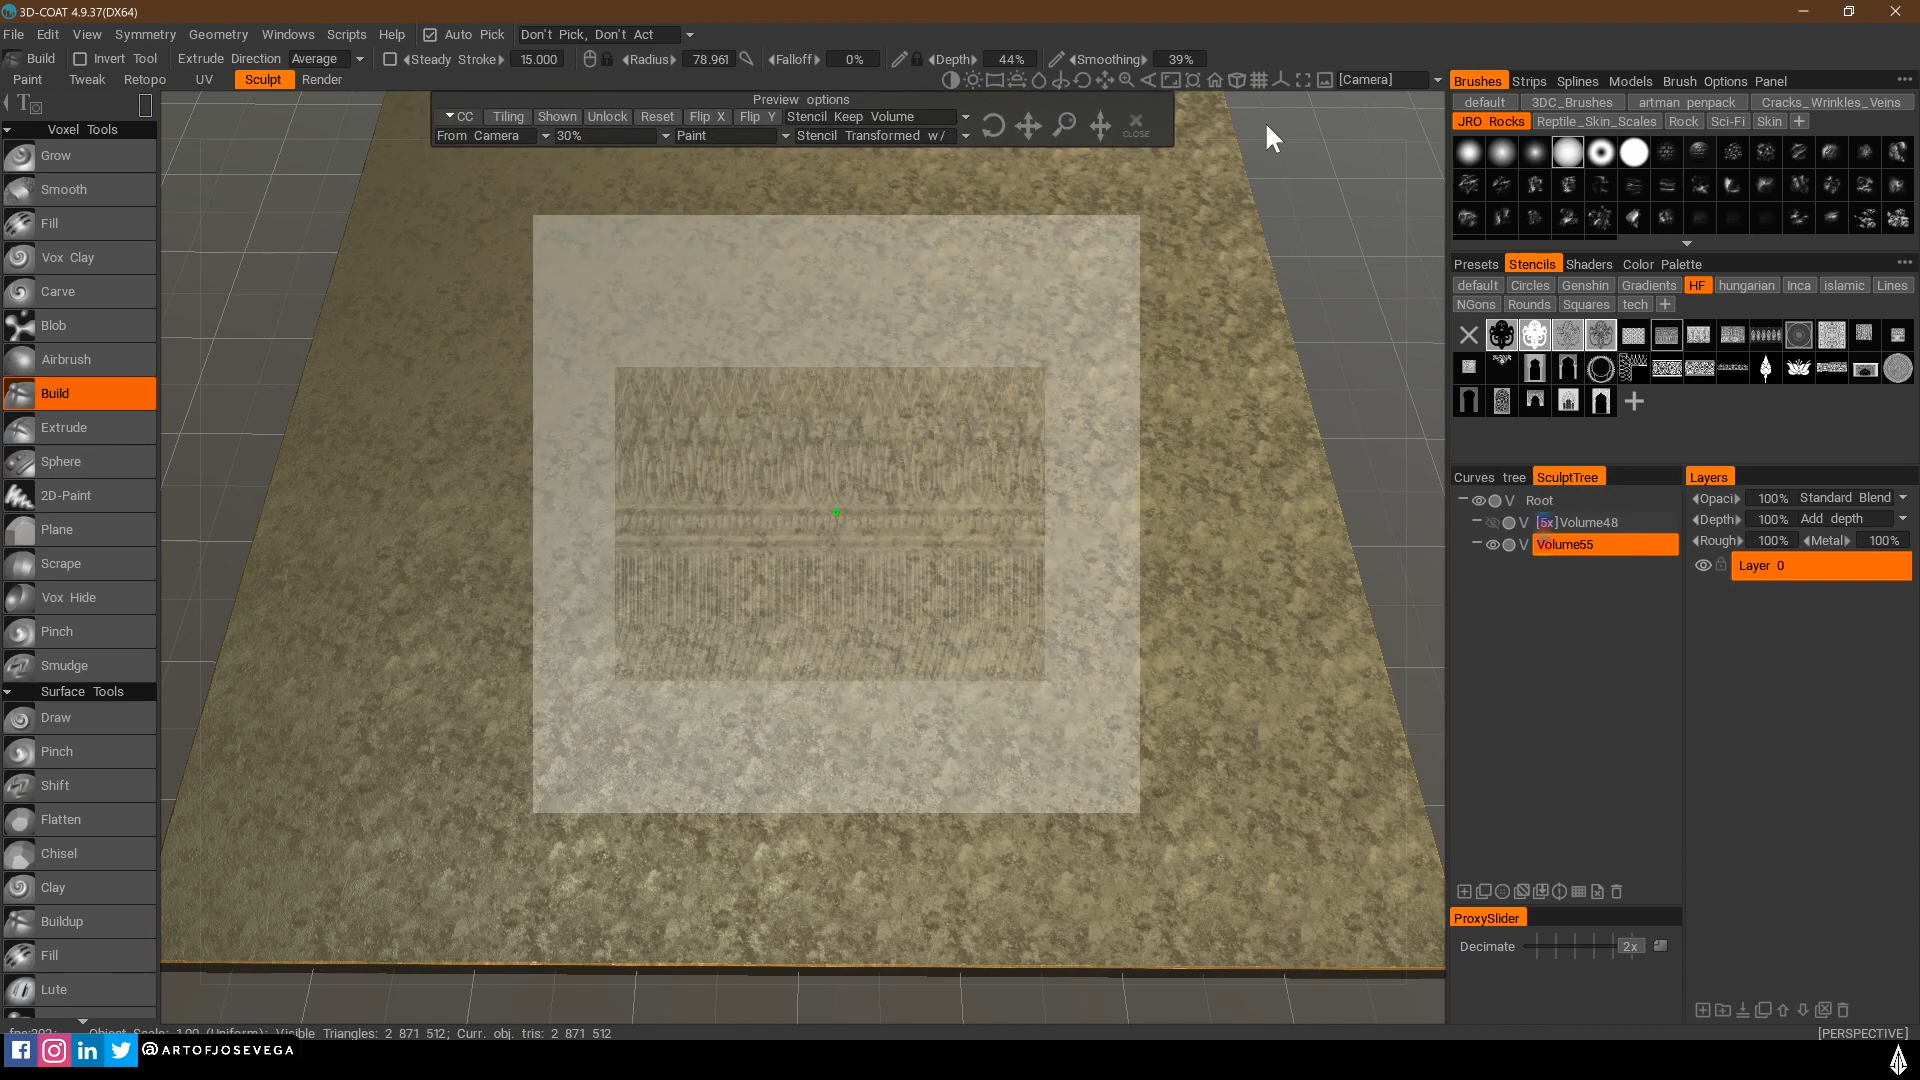 3D-COAT 4.9.37(DX64)
File Edit View Symmetry Geometry Windows Scripts Help Auto Pick Don't Pick, Don't Act
Build Invert Tool Extrude Direction Average Steady Stroke 15.000 Radius 78.961 Falloff 0% Depth 44% Smoothing 39%
Paint Tweak Retopo UV Sculpt Render [Camera]
Preview options
CC Tiling Shown Unlock Reset Flip X Flip Y Stencil Keep Volume
From Camera 30% Paint Stencil Transformed w/ CLOSE
Voxel Tools
Grow
Smooth
Fill
Vox Clay
Carve
Blob
Airbrush
Build
Extrude
Sphere
2D-Paint
Plane
Scrape
Vox Hide
Pinch
Smudge
Surface Tools
Draw
Pinch
Shift
Flatten
Chisel
Clay
Buildup
Fill
Lute
Brushes Strips Splines Models Brush Options Panel
default 3DC_Brushes artman penpack Cracks_Wrinkles_Veins
JRO Rocks Reptile_Skin_Scales Rock Sci-Fi Skin
Presets Stencils Shaders Color Palette
default Circles Genshin Gradients HF hungarian Inca islamic Lines
NGons Rounds Squares tech
Curves tree SculptTree
Root
V [5x]Volume48
V Volume55
Layers
Opaci 100% Standard Blend
Depth 100% Add depth
Rough 100% Metal 100%
Layer 0
ProxySlider
Decimate 2x
Object Scale: 1.00 (Uniform); Visible Triangles: 2 871 512; Curr. obj. tris: 2 871 512
[PERSPECTIVE]
@ARTOFJOSEVEGA